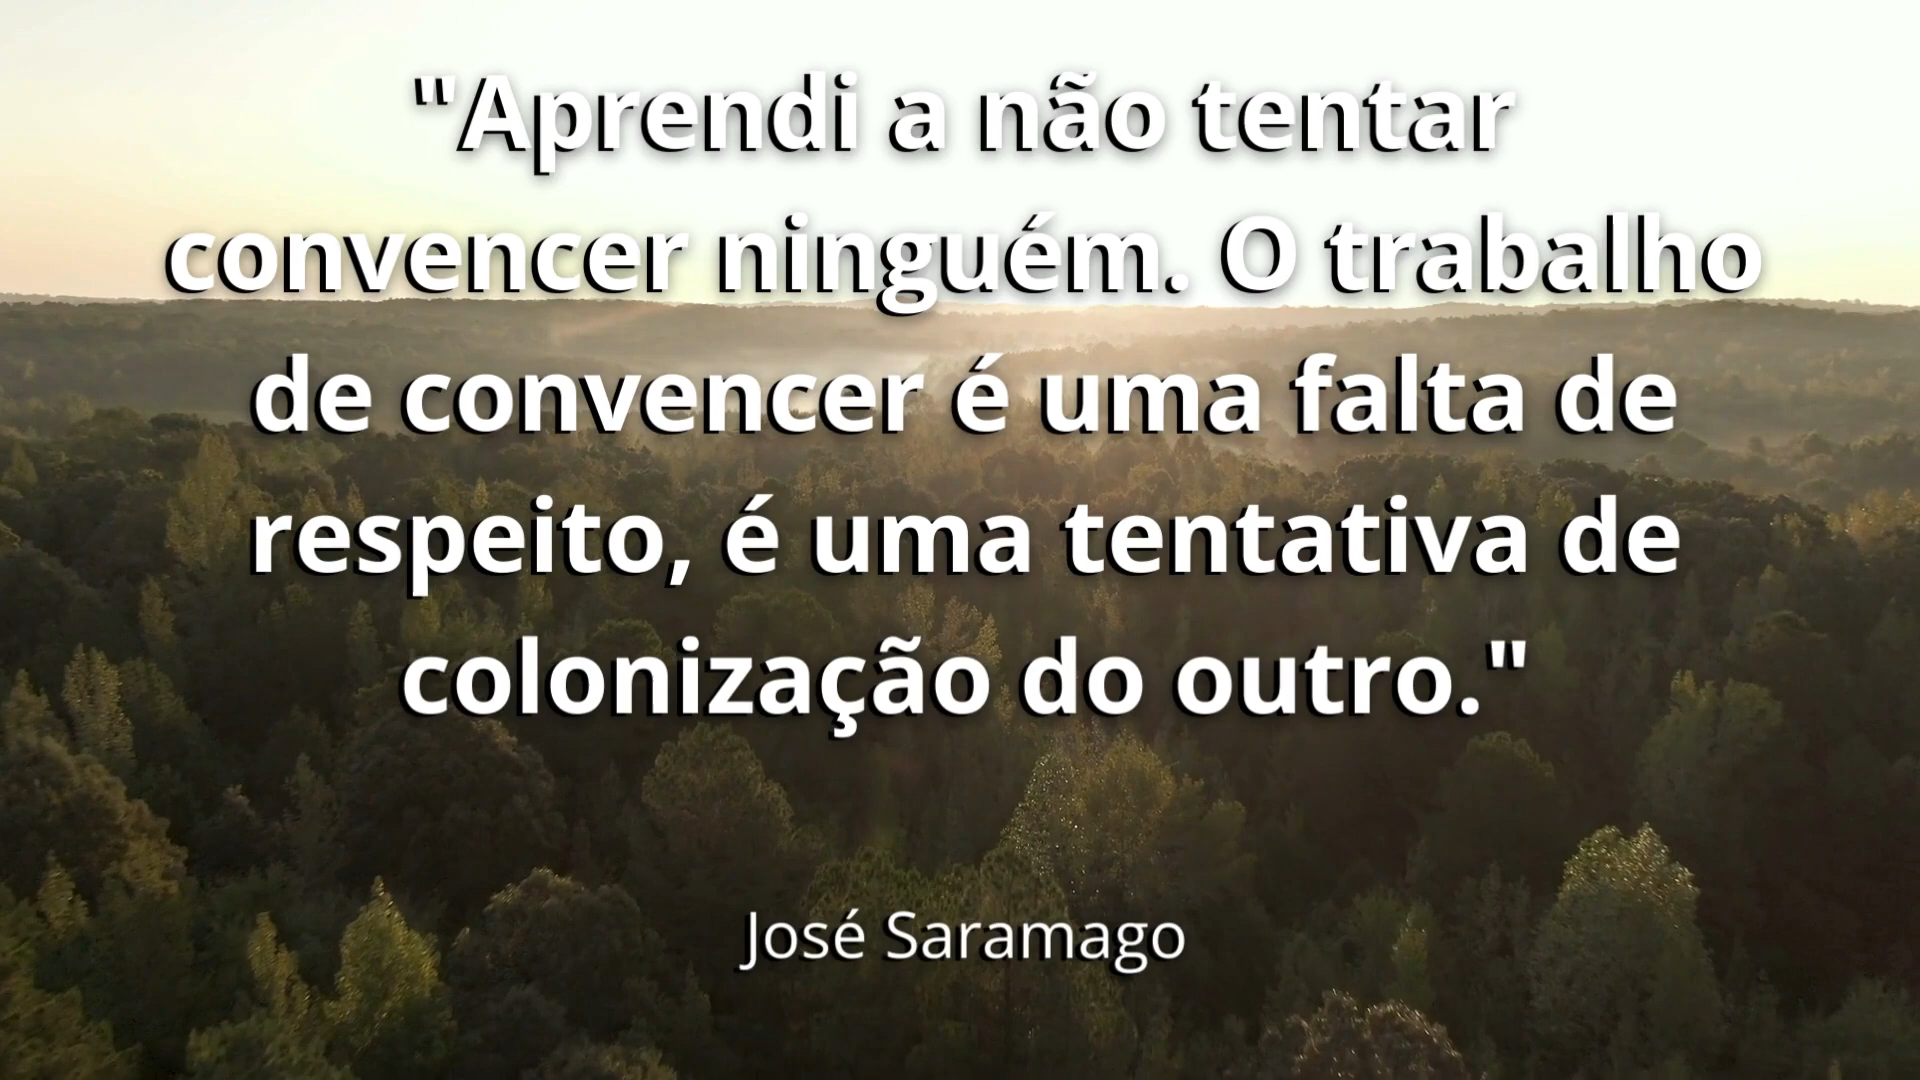 "Aprendi a não tentar
convencer ninguém. O trabalho
de convencer é uma falta de
respeito, é uma tentativa de
colonização do outro."
José Saramago